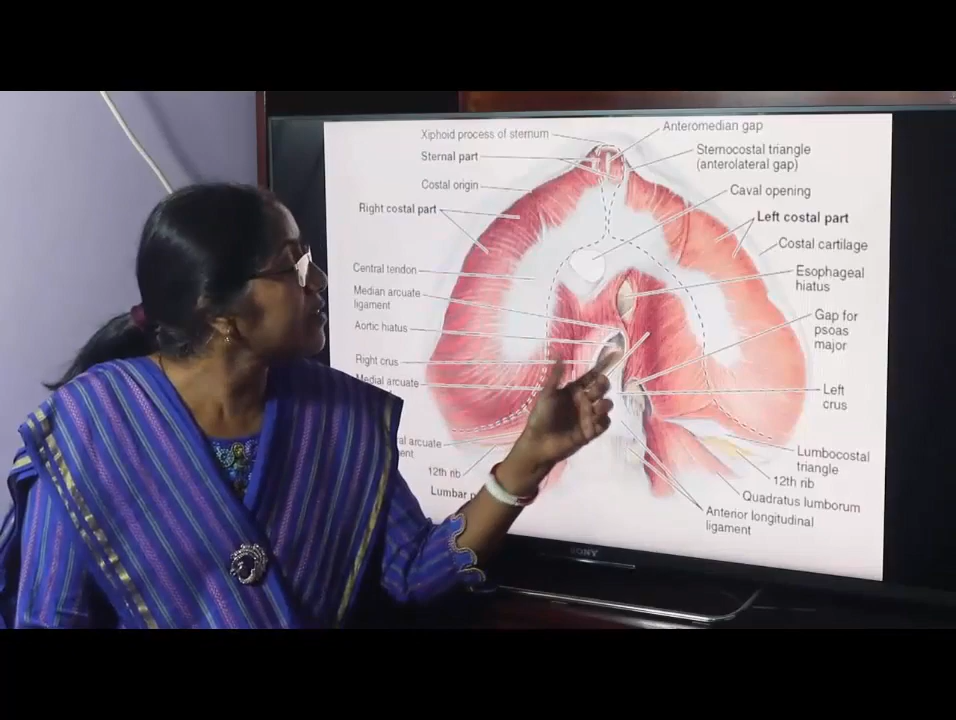 Xiphoid process of sternum
Sternal part
Costal origin
Right costal part
Central tendon
Median arcuate
ligament
Aortic hiatus
Right crus
Medial arcuate
al arcuate
12th rib
Lumbar
Anteromedian gap
Sternocostal triangle
(anterolateral gap)
Caval opening
Left costal part
Costal cartilage
Esophageal
hiatus
Gap for
psoas
major
Left
crus
Lumbocostal
triangle
12th rib
Quadratus lumborum
Anterior longitudinal
ligament
SONY